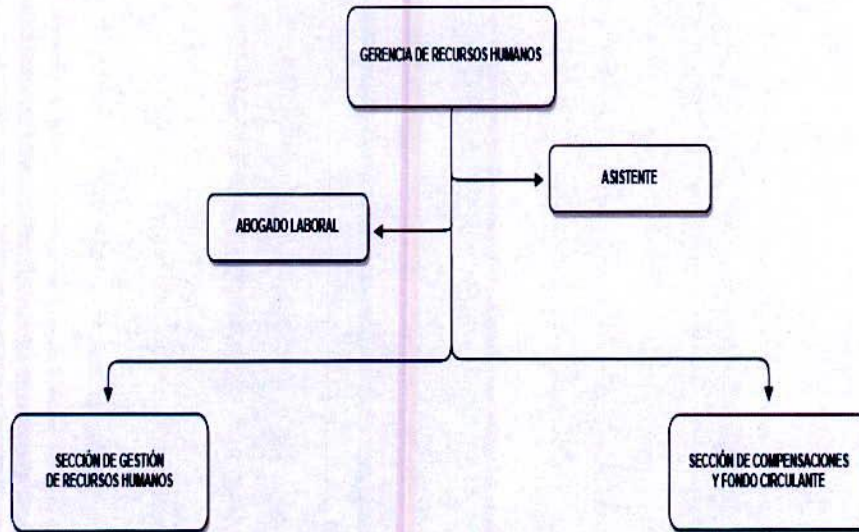 GERENCIA DE RECURSOS HUMANOS
ASISTENTE
ABOGADO LABORAL
SECCIÓN DE GESTIÓN
DE RECURSOS HUMANOS
SECCIÓN DE COMPENSACIONES
Y FONDO CIRCULANTE